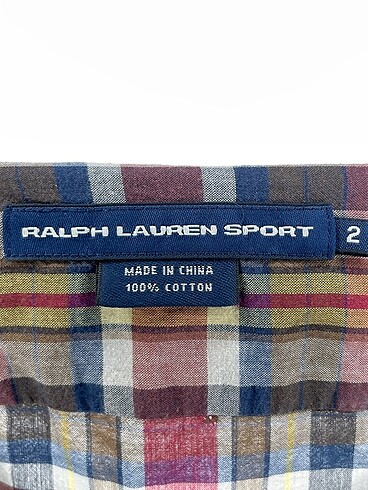 RALPH LAUREN SPORT 2
MADE IN CHINA
100% COTTON